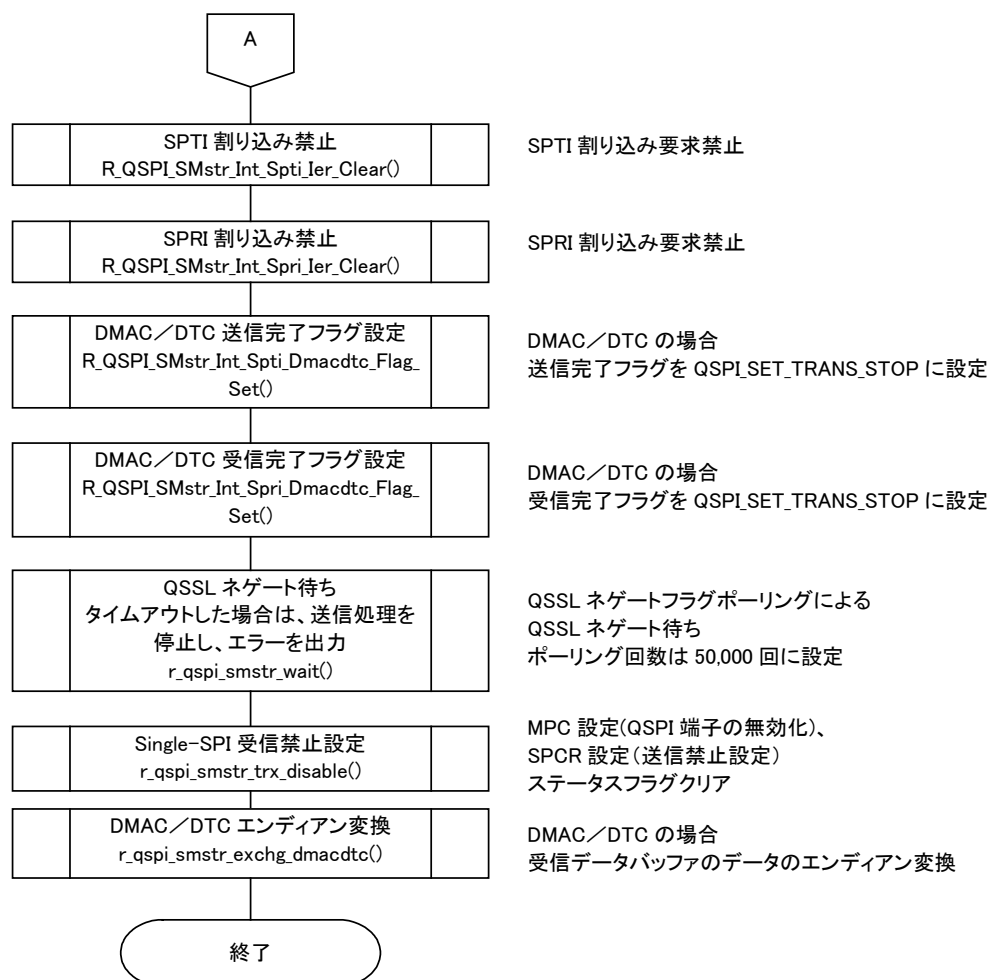 A
SPTI 割り込み禁止
R_QSPI_SMstr_Int_Spti_Ier_Clear()
SPTI 割り込み要求禁止
SPRI 割り込み禁止
R_QSPI_SMstr_Int_Spri_Ier_Clear()
SPRI 割り込み要求禁止
DMAC／DTC 送信完了フラグ設定
R_QSPI_SMstr_Int_Spti_Dmacdtc_Flag_
Set()
DMAC／DTC の場合
送信完了フラグを QSPI_SET_TRANS_STOP に設定
DMAC／DTC 受信完了フラグ設定
R_QSPI_SMstr_Int_Spri_Dmacdtc_Flag_
Set()
DMAC／DTC の場合
受信完了フラグを QSPI_SET_TRANS_STOP に設定
QSSL ネゲート待ち
タイムアウトした場合は、送信処理を
停止し、エラーを出力
r_qspi_smstr_wait()
QSSL ネゲートフラグポーリングによる
QSSL ネゲート待ち
ポーリング回数は 50,000 回に設定
Single-SPI 受信禁止設定
r_qspi_smstr_trx_disable()
MPC 設定(QSPI 端子の無効化)、
SPCR 設定（送信禁止設定）
ステータスフラグクリア
DMAC／DTC エンディアン変換
r_qspi_smstr_exchg_dmacdtc()
DMAC／DTC の場合
受信データバッファのデータのエンディアン変換
終了